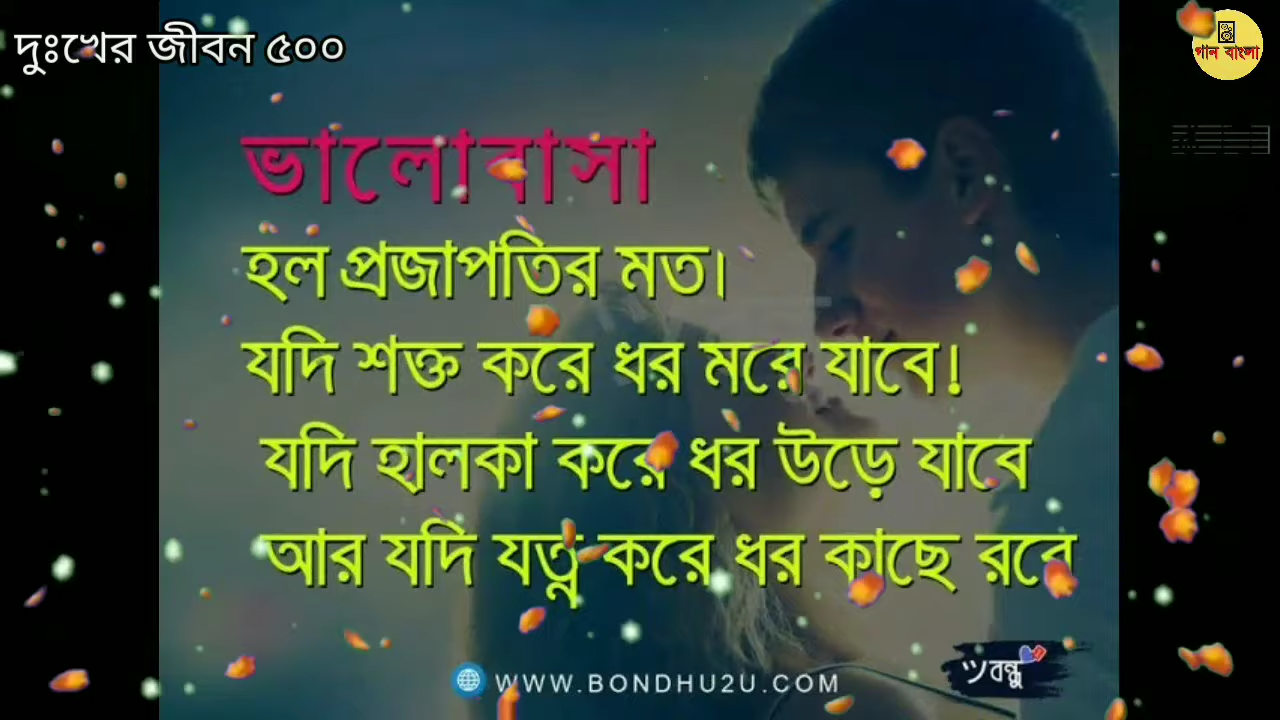 দুঃখের জীবন ৫০০
গান বাংলা
ভালোবাসা
হল প্রজাপতির মত।
যদি শক্ত করে ধর মরে যাবে!
যদি হালকা করে ধর উড়ে যাবে
আর যদি যত্ন করে ধর কাছে রবে
WWW.BONDHU2U.COM
বন্ধু